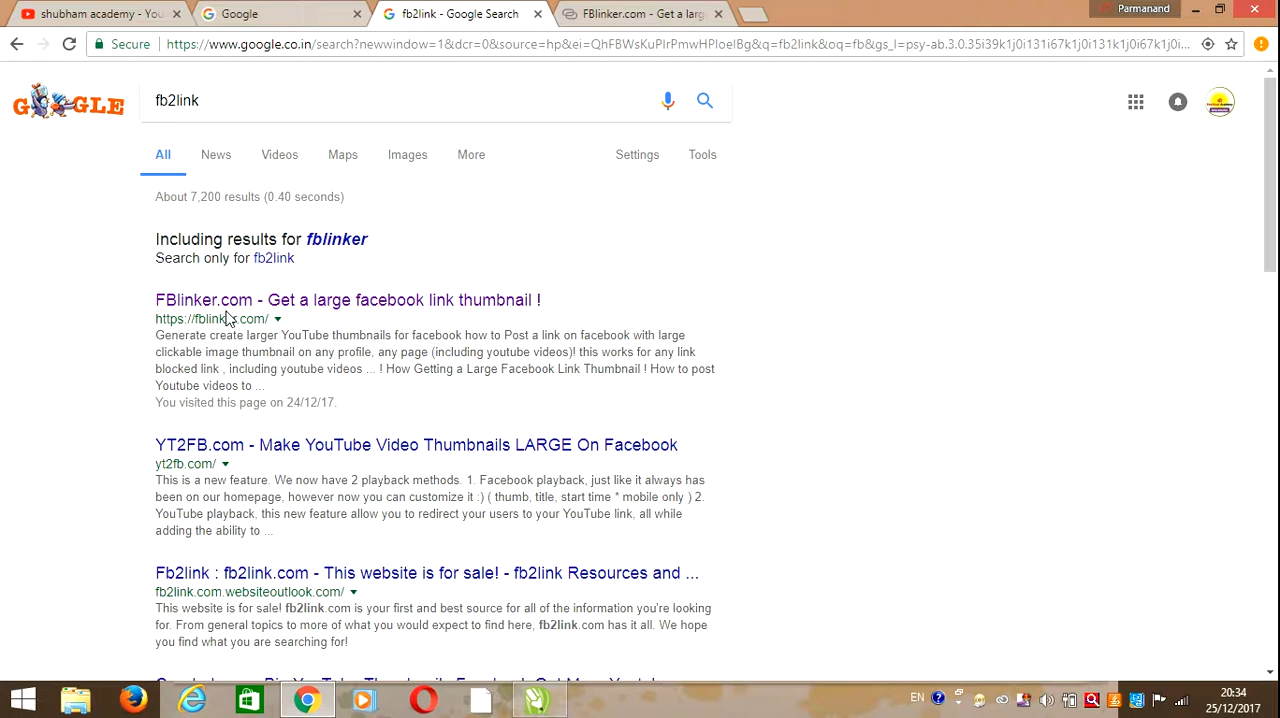 shubham academy - YouT
Google
fb2link - Google Search
FBlinker.com - Get a larg
Parmanand
Secure
https://www.google.co.in/search?newwindow=1&dcr=0&source=hp&ei=
GOOGLE
fb2link
All News Videos Maps Images More Settings Tools
About 7,200 results (0.40 seconds)
Including results for fblinker
Search only for fb2link
FBlinker.com - Get a large facebook link thumbnail !
https://fblinker.com/
Generate create larger YouTube thumbnails for facebook how to Post a link on facebook with large
clickable image thumbnail on any profile, any page (including youtube videos)! this works for any link
blocked link , including youtube videos ... ! How Getting a Large Facebook Link Thumbnail ! How to post
Youtube videos to ...
You visited this page on 24/12/17.
YT2FB.com - Make YouTube Video Thumbnails LARGE On Facebook
yt2fb.com/
This is a new feature. We now have 2 playback methods. 1. Facebook playback, just like it always has
been on our homepage, however now you can customize it :) ( thumb, title, start time * mobile only ) 2.
YouTube playback, this new feature allow you to redirect your users to your YouTube link, all while
adding the ability to ...
Fb2link : fb2link.com - This website is for sale! - fb2link Resources and ...
fb2link.com.websiteoutlook.com/
This website is for sale! fb2link.com is your first and best source for all of the information you're looking
for. From general topics to more of what you would expect to find here, fb2link.com has it all. We hope
you find what you are searching for!
EN
20:34
25/12/2017